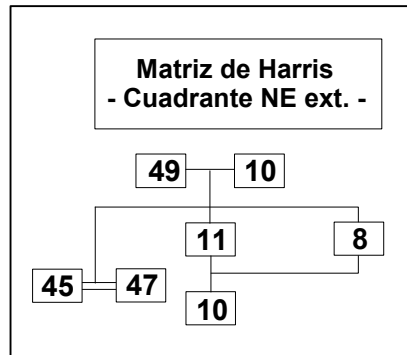 Matriz de Harris
- Cuadrante NE ext. -
49 10
11 8
45 47
10